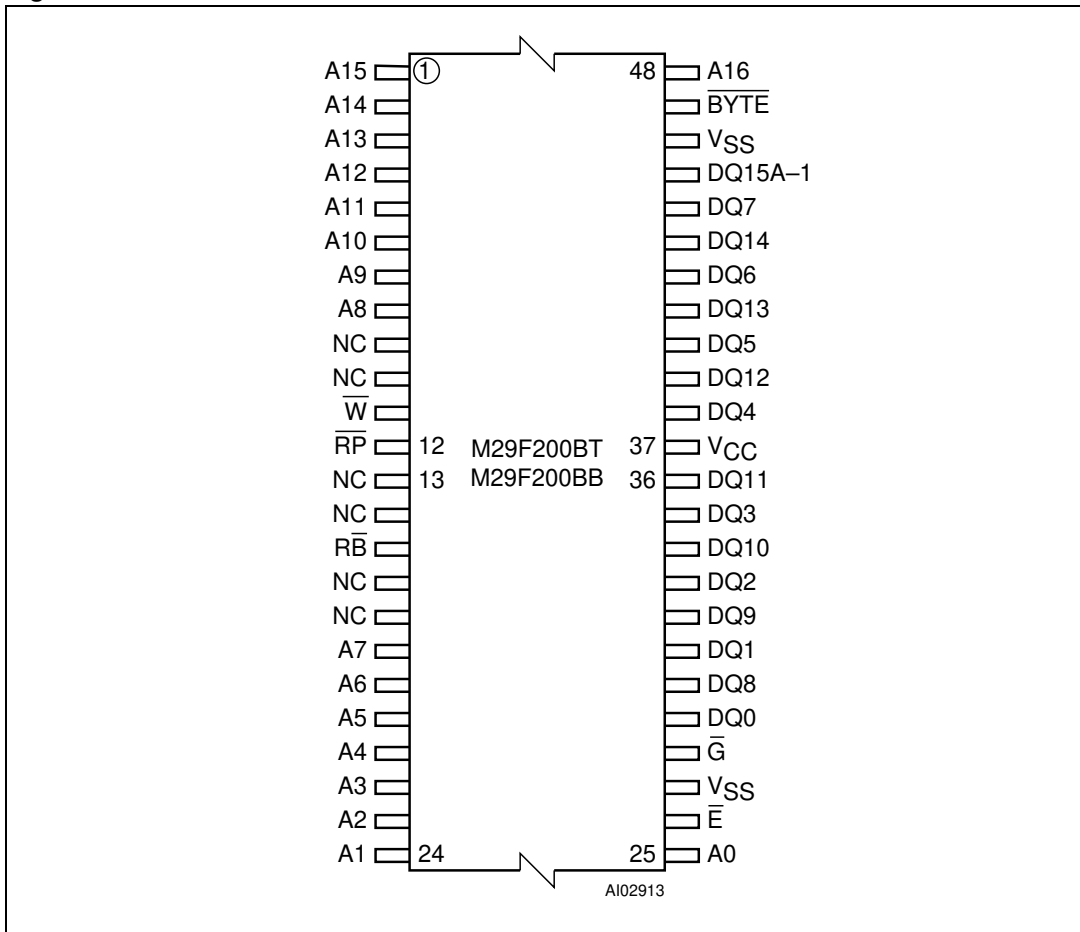 A15 ① 48 A16
A14 B̅Y̅T̅E̅
A13 VSS
A12 DQ15A–1
A11 DQ7
A10 DQ14
A9 DQ6
A8 DQ13
NC DQ5
NC DQ12
W̅ DQ4
R̅P̅ 12 M29F200BT 37 VCC
NC 13 M29F200BB 36 DQ11
NC DQ3
RB̅ DQ10
NC DQ2
NC DQ9
A7 DQ1
A6 DQ8
A5 DQ0
A4 G̅
A3 VSS
A2 E̅
A1 24 25 A0
AI02913